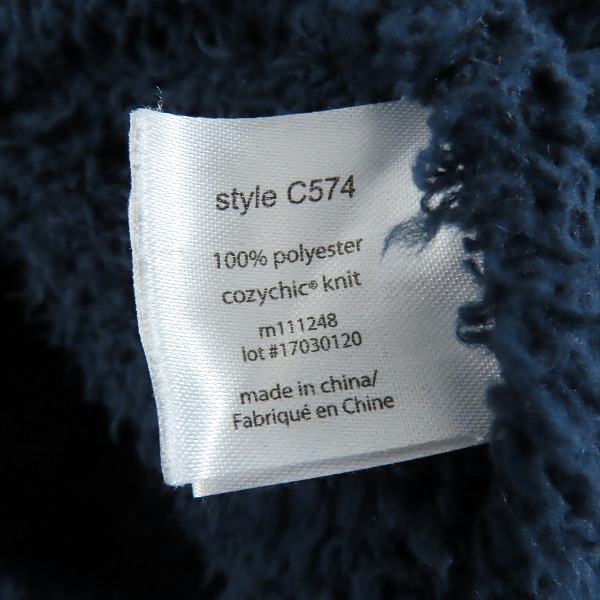 style C574
100% polyester
cozychic® knit
rn111248
lot #17030120
made in china/
Fabriqué en Chine